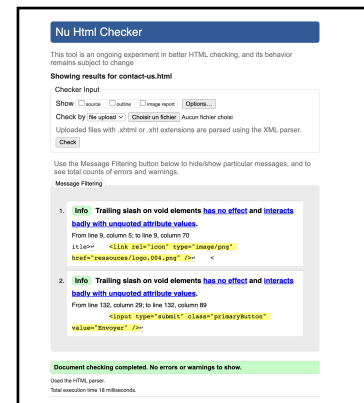 Nu Html Checker
This tool is an ongoing experiment in better HTML checking, and its behavior
remains subject to change
Showing results for contact-us.html
Checker Input
Show source outline image report Options...
Check by file upload Choisir un fichier Aucun fichier choisi
Uploaded files with .xhtml or .xht extensions are parsed using the XML parser.
Check
Use the Message Filtering button below to hide/show particular messages, and to
see total counts of errors and warnings.
Message Filtering
1. Info Trailing slash on void elements has no effect and interacts
badly with unquoted attribute values.
From line 9, column 5; to line 9, column 70
itle>↩ <link rel="icon" type="image/png"
href="ressouces/logo.004.png" />↩ <
2. Info Trailing slash on void elements has no effect and interacts
badly with unquoted attribute values.
From line 132, column 29; to line 132, column 89
<input type="submit" class="primaryButton"
value="Envoyer" />↩
Document checking completed. No errors or warnings to show.
Used the HTML parser.
Total execution time 18 milliseconds.